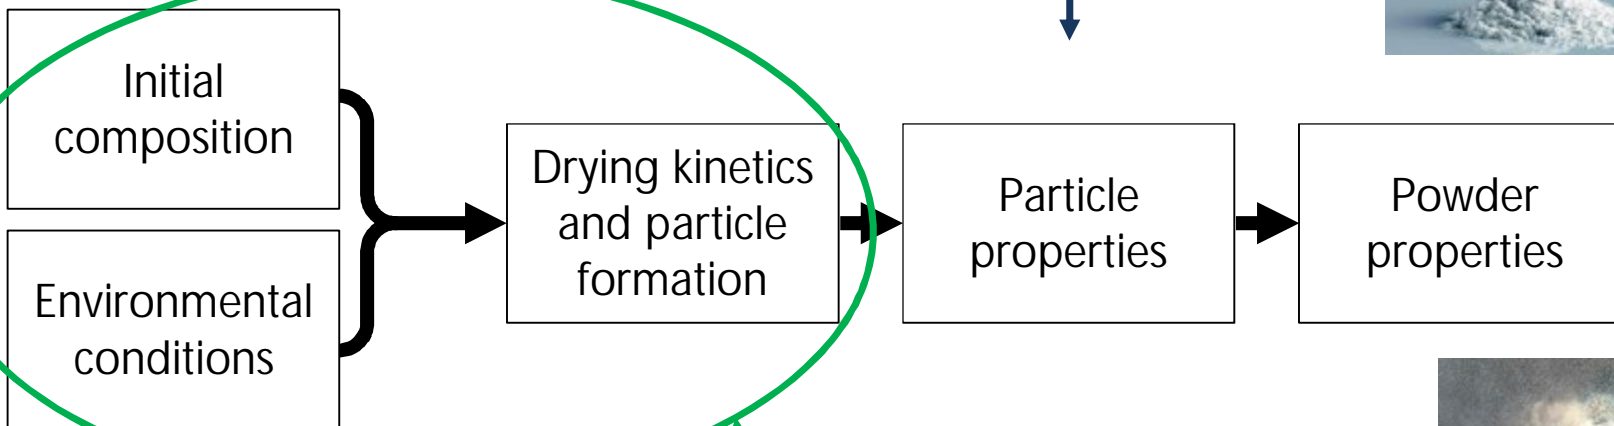 Initial
composition
Environmental
conditions
Drying kinetics
and particle
formation
Particle
properties
Powder
properties